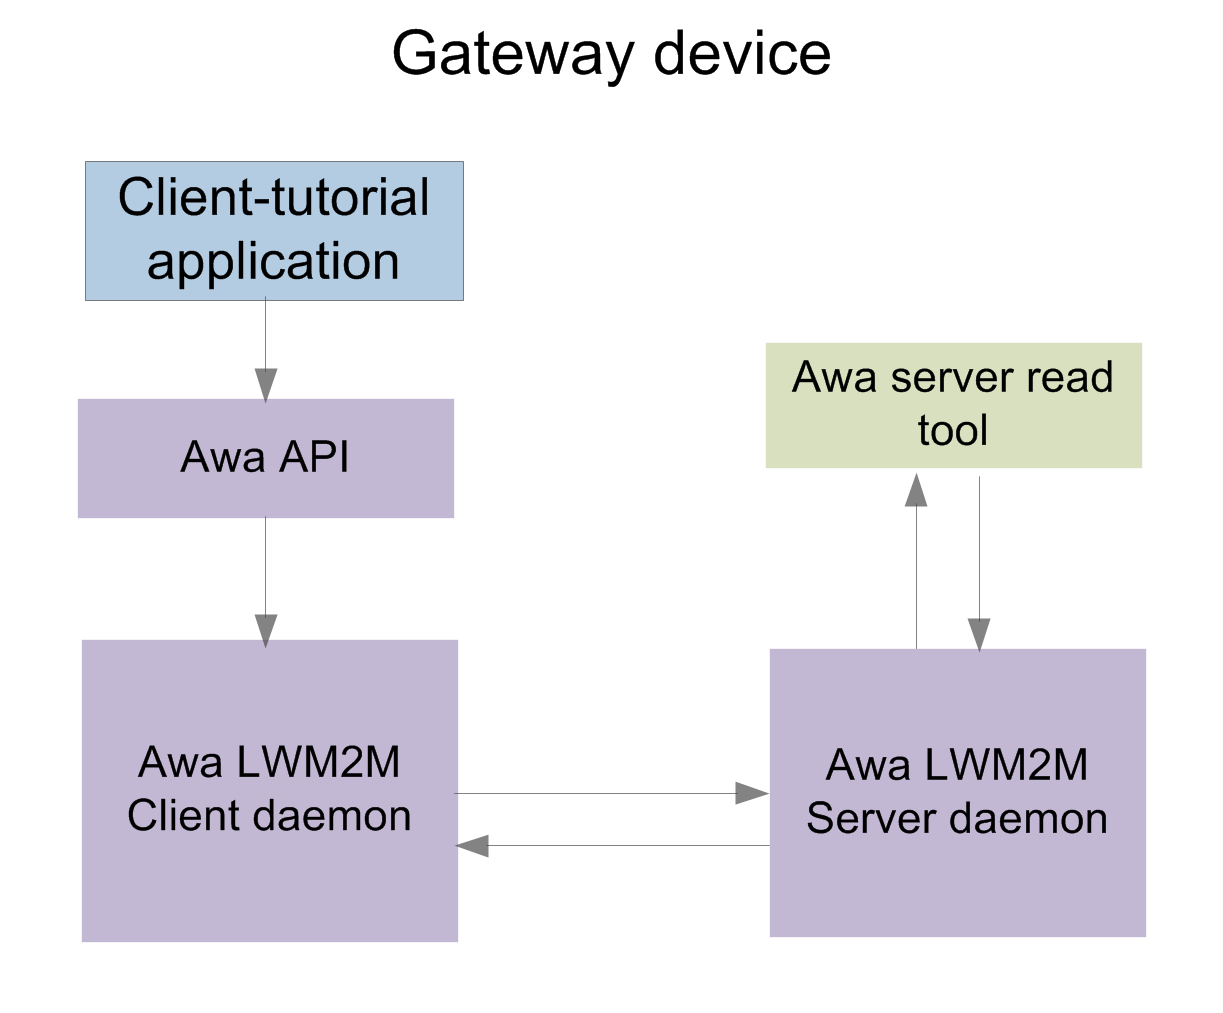 Gateway device
Client-tutorial
application
Awa API
Awa server read
tool
Awa LWM2M
Client daemon
Awa LWM2M
Server daemon